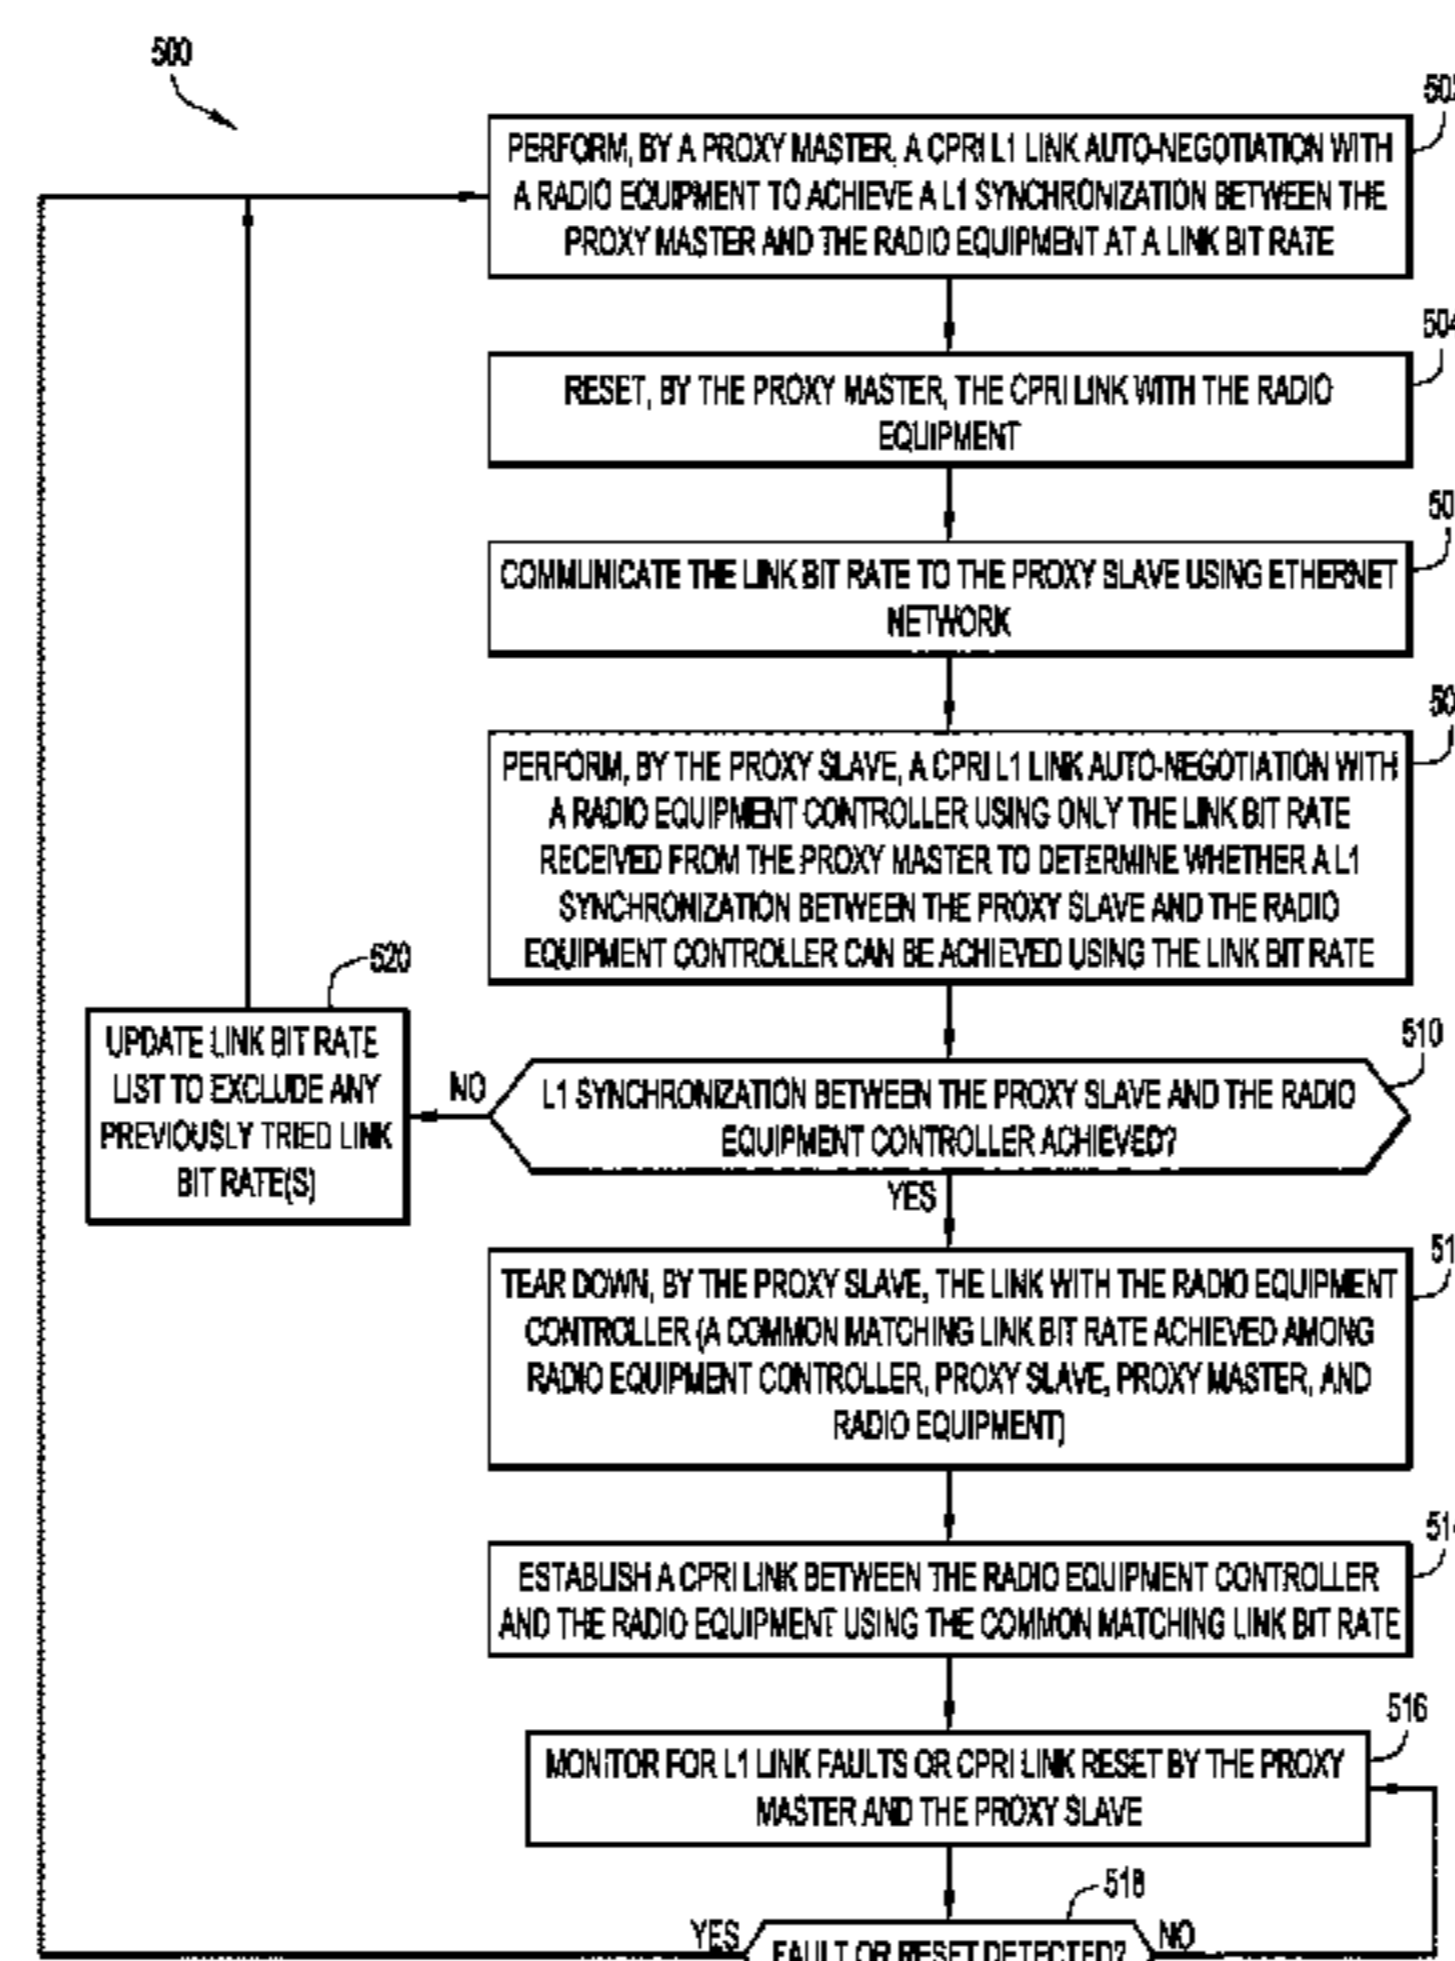 500
PERFORM, BY A PROXY MASTER, A CPRI L1 LINK AUTO-NEGOTIATION WITH
A RADIO EQUIPMENT TO ACHIEVE A L1 SYNCHRONIZATION BETWEEN THE
PROXY MASTER AND THE RADIO EQUIPMENT AT A LINK BIT RATE
RESET, BY THE PROXY MASTER, THE CPRI LINK WITH THE RADIO
EQUIPMENT
COMMUNICATE THE LINK BIT RATE TO THE PROXY SLAVE USING ETHERNET
NETWORK
PERFORM, BY THE PROXY SLAVE, A CPRI L1 LINK AUTO-NEGOTIATION WITH
A RADIO EQUIPMENT CONTROLLER USING ONLY THE LINK BIT RATE
RECEIVED FROM THE PROXY MASTER TO DETERMINE WHETHER A L1
SYNCHRONIZATION BETWEEN THE PROXY SLAVE AND THE RADIO
EQUIPMENT CONTROLLER CAN BE ACHIEVED USING THE LINK BIT RATE
520
UPDATE LINK BIT RATE
LIST TO EXCLUDE ANY
PREVIOUSLY TRIED LINK
BIT RATE(S)
NO
510
L1 SYNCHRONIZATION BETWEEN THE PROXY SLAVE AND THE RADIO
EQUIPMENT CONTROLLER ACHIEVED?
YES
TEAR DOWN, BY THE PROXY SLAVE, THE LINK WITH THE RADIO EQUIPMENT
CONTROLLER (A COMMON MATCHING LINK BIT RATE ACHIEVED AMONG
RADIO EQUIPMENT CONTROLLER, PROXY SLAVE, PROXY MASTER, AND
RADIO EQUIPMENT)
ESTABLISH A CPRI LINK BETWEEN THE RADIO EQUIPMENT CONTROLLER
AND THE RADIO EQUIPMENT USING THE COMMON MATCHING LINK BIT RATE
516
MONITOR FOR L1 LINK FAULTS OR CPRI LINK RESET BY THE PROXY
MASTER AND THE PROXY SLAVE
518
YES
FAULT OR RESET DETECTED?
NO